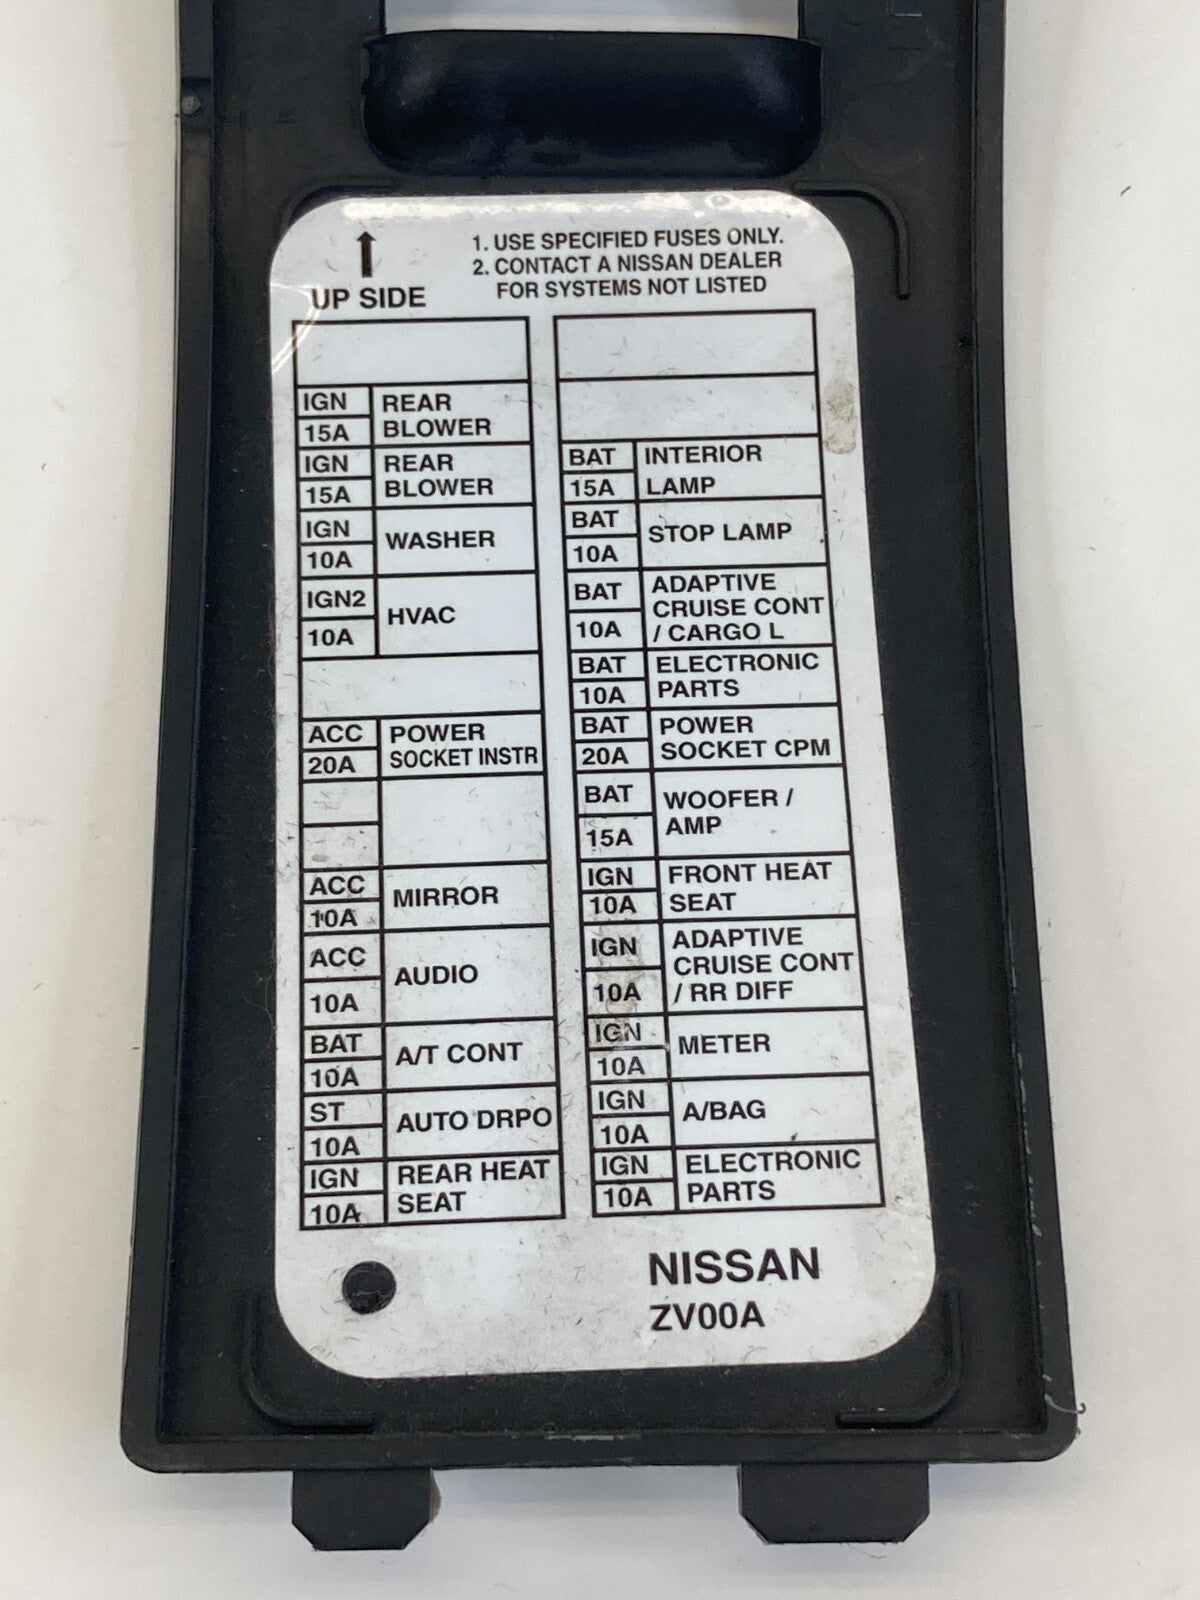 UP SIDE
1. USE SPECIFIED FUSES ONLY.
2. CONTACT A NISSAN DEALER
FOR SYSTEMS NOT LISTED
IGN
15A
REAR
BLOWER
IGN
15A
REAR
BLOWER
IGN
10A
WASHER
IGN2
10A
HVAC
ACC
20A
POWER
SOCKET INSTR
ACC
10A
MIRROR
ACC
10A
AUDIO
BAT
10A
A/T CONT
ST
10A
AUTO DRPO
IGN
10A
REAR HEAT
SEAT
BAT
15A
INTERIOR
LAMP
BAT
10A
STOP LAMP
BAT
10A
ADAPTIVE
CRUISE CONT
/ CARGO L
BAT
10A
ELECTRONIC
PARTS
BAT
20A
POWER
SOCKET CPM
BAT
15A
WOOFER /
AMP
IGN
10A
FRONT HEAT
SEAT
IGN
10A
ADAPTIVE
CRUISE CONT
/ RR DIFF
IGN
10A
METER
IGN
10A
A/BAG
IGN
10A
ELECTRONIC
PARTS
NISSAN
ZV00A